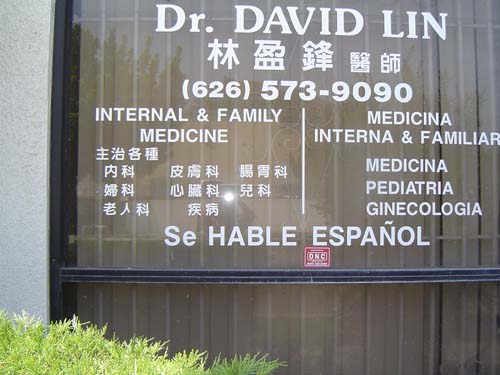 Dr. DAVID LIN
林盈鋒 醫師
(626) 573-9090
INTERNAL & FAMILY
MEDICINE
主治各種
内科 皮膚科 腸胃科
婦科 心臟科 兒科
老人科 疾病
MEDICINA
INTERNA & FAMILIAR
MEDICINA
PEDIATRIA
GINECOLOGIA
Se HABLE ESPAÑOL
DNC